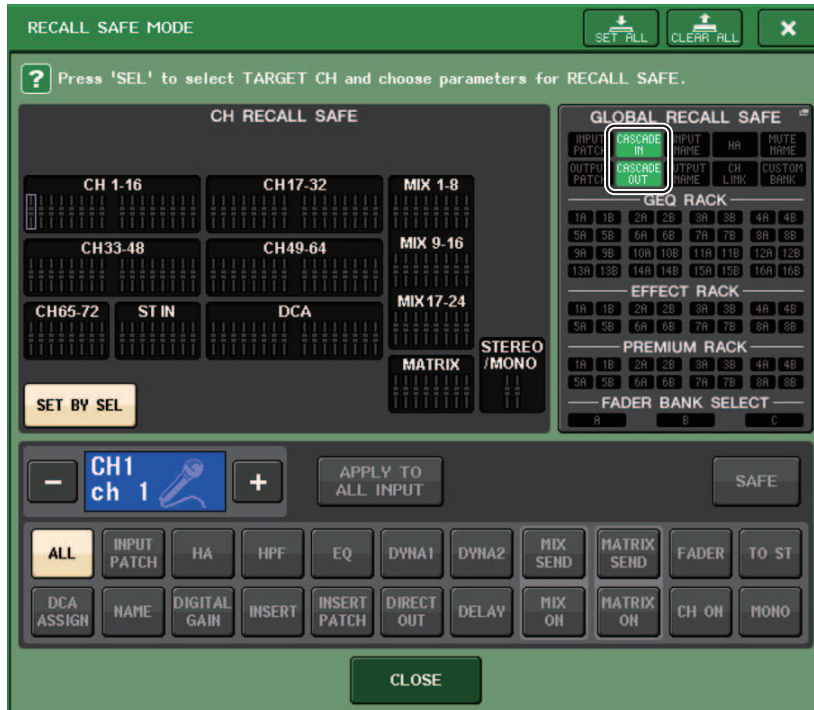 RECALL SAFE MODE
SET ALL
CLEAR ALL
? Press 'SEL' to select TARGET CH and choose parameters for RECALL SAFE.
CH RECALL SAFE
CH 1-16
CH17-32
MIX 1-8
CH33-48
CH49-64
MIX 9-16
CH65-72
ST IN
DCA
MIX17-24
MATRIX
STEREO
/MONO
SET BY SEL
GLOBAL RECALL SAFE
INPUT PATCH
CASCADE IN
INPUT NAME
HA
MUTE NAME
OUTPUT PATCH
CASCADE OUT
OUTPUT NAME
CH LINK
CUSTOM BANK
GEQ RACK
1A 1B 2A 2B 3A 3B 4A 4B
5A 5B 6A 6B 7A 7B 8A 8B
9A 9B 10A 10B 11A 11B 12A 12B
13A 13B 14A 14B 15A 15B 16A 16B
EFFECT RACK
1A 1B 2A 2B 3A 3B 4A 4B
5A 5B 6A 6B 7A 7B 8A 8B
PREMIUM RACK
1A 1B 2A 2B 3A 3B 4A 4B
5A 5B 6A 6B 7A 7B 8A 8B
FADER BANK SELECT
A B C
−
CH1
ch 1
+
APPLY TO
ALL INPUT
SAFE
ALL
INPUT PATCH
HA
HPF
EQ
DYNA1
DYNA2
MIX SEND
MATRIX SEND
FADER
TO ST
DCA ASSIGN
NAME
DIGITAL GAIN
INSERT
INSERT PATCH
DIRECT OUT
DELAY
MIX ON
MATRIX ON
CH ON
MONO
CLOSE